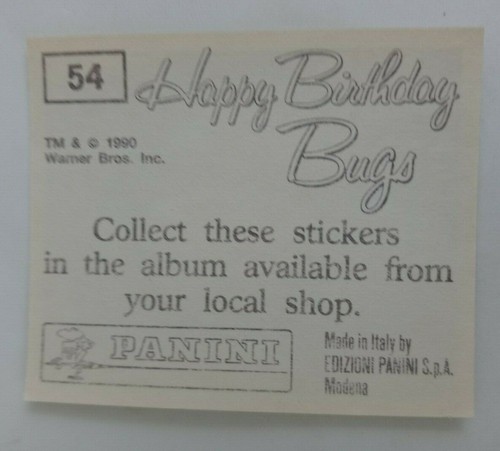 54
Happy Birthday
Bugs
TM & © 1990
Warner Bros. Inc.
Collect these stickers
in the album available from
your local shop.
PANINI
Made in Italy by
EDIZIONI PANINI S.p.A.
Modena